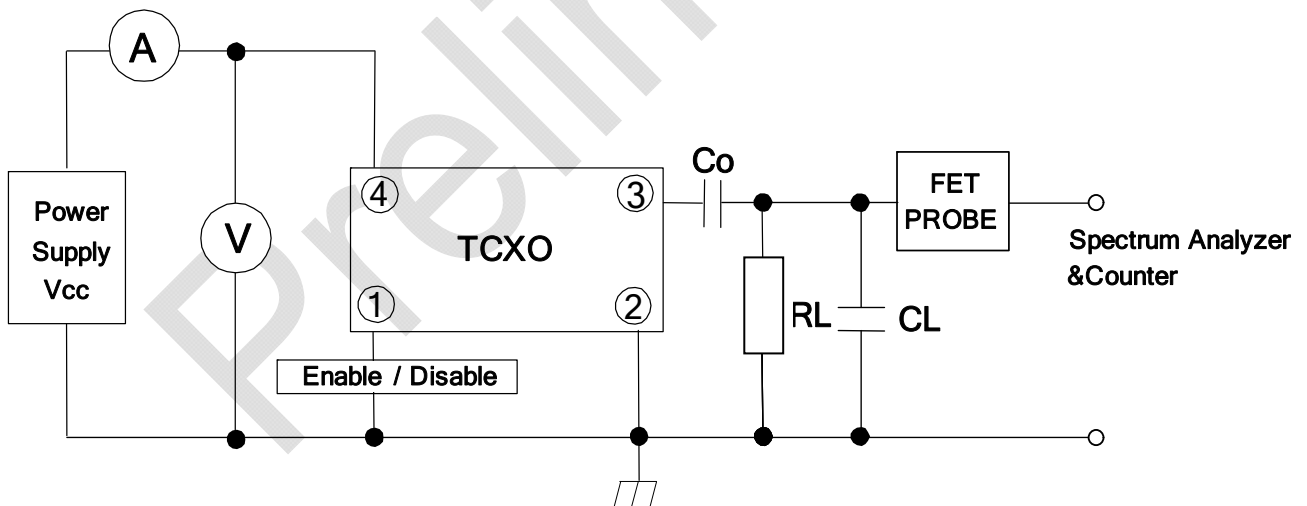 Prelim
A
Power
Supply
Vcc
V
4
3
TCXO
1
2
Enable / Disable
Co
RL
CL
FET
PROBE
Spectrum Analyzer
&Counter